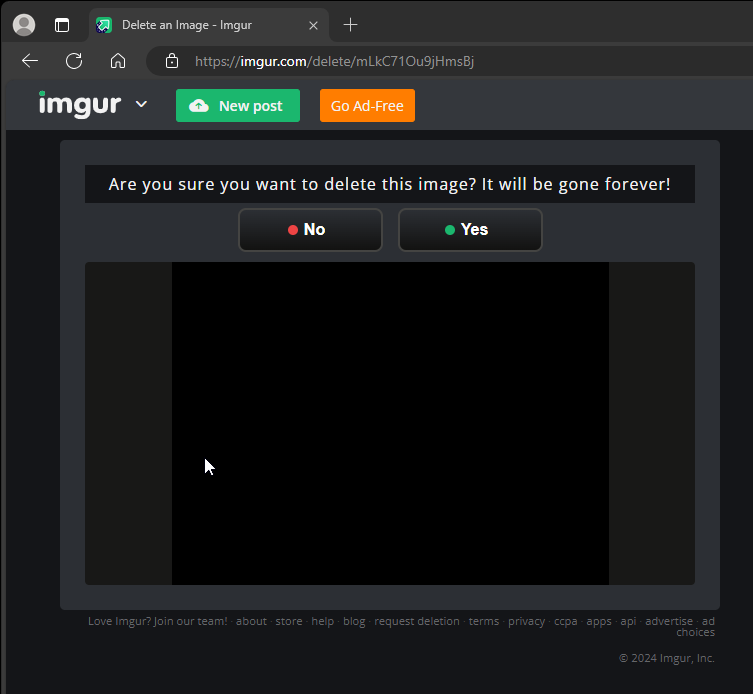 Delete an Image - Imgur
https://imgur.com/delete/mLkC71Ou9jHmsBj
imgur
New post
Go Ad-Free
Are you sure you want to delete this image? It will be gone forever!
No
Yes
Love Imgur? Join our team! · about · store · help · blog · request deletion · terms · privacy · ccpa · apps · api · advertise · ad
choices
© 2024 Imgur, Inc.